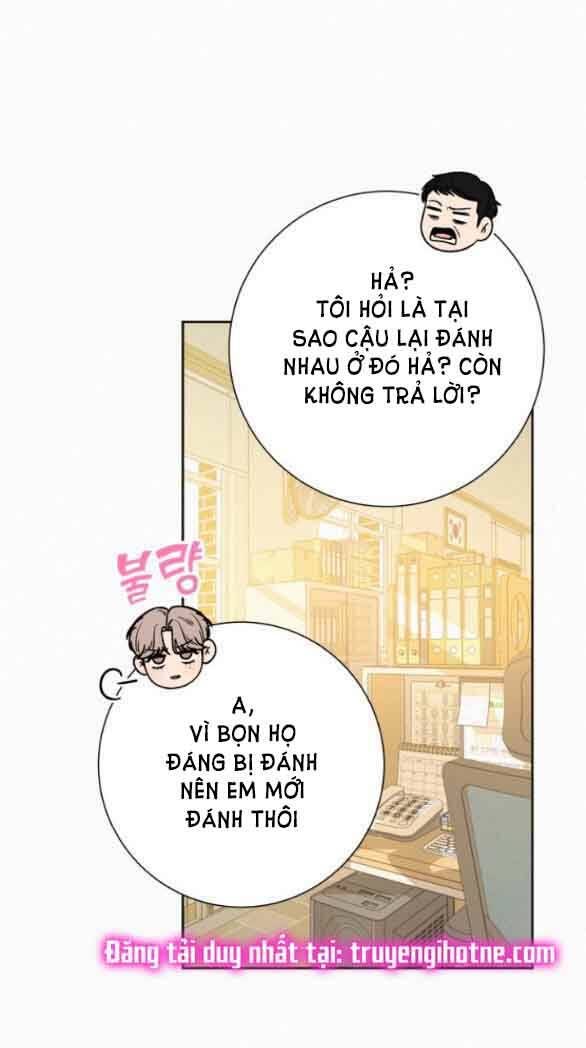 HẢ?
TÔI HỎI LÀ TẠI
SAO CẬU LẠI ĐÁNH
NHAU Ở ĐÓ HẢ? CÒN
KHÔNG TRẢ LỜI?
불량
A,
VÌ BỌN HỌ
ĐÁNG BỊ ĐÁNH
NÊN EM MỚI
ĐÁNH THÔI
Đăng tải duy nhất tại: truyengihotne.com